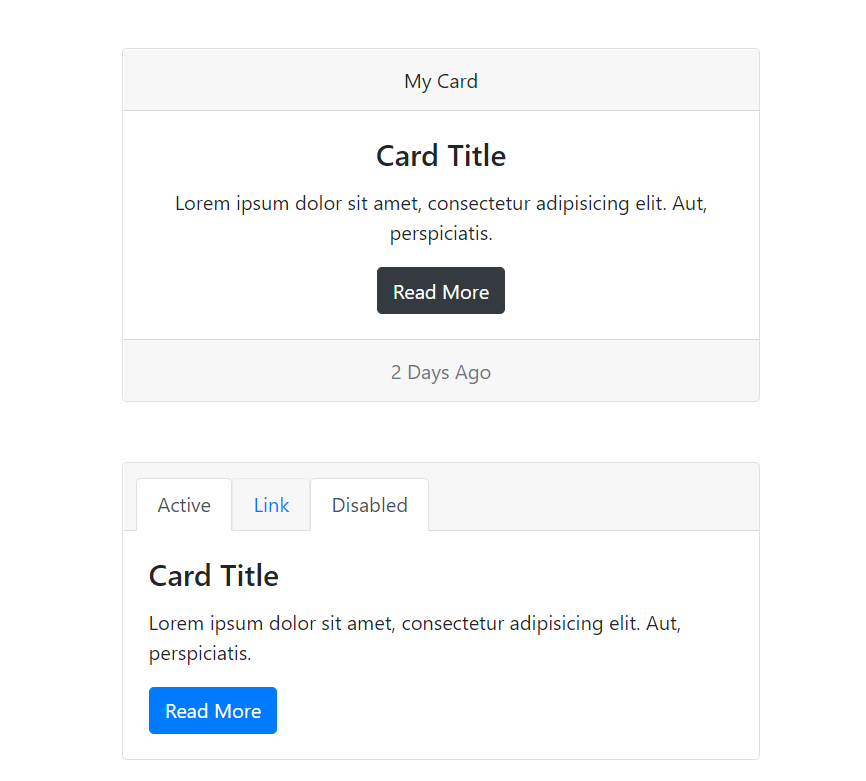 My Card
Card Title
Lorem ipsum dolor sit amet, consectetur adipisicing elit. Aut,
perspiciatis.
Read More
2 Days Ago
Active Link Disabled
Card Title
Lorem ipsum dolor sit amet, consectetur adipisicing elit. Aut,
perspiciatis.
Read More